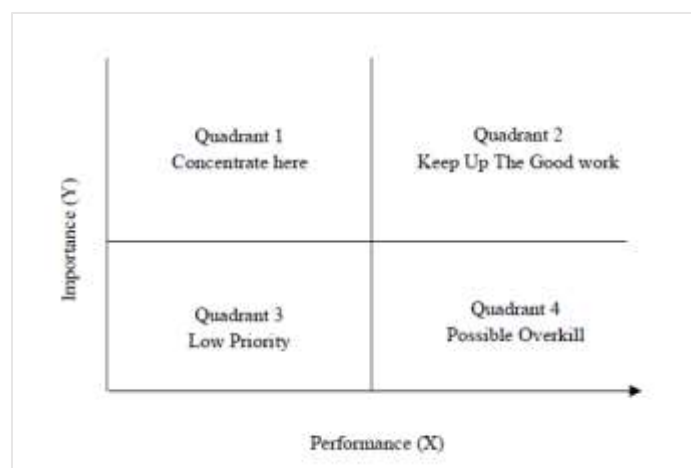 Quadrant 1
Concentrate here
Quadrant 2
Keep Up The Good work
Importance (Y)
Quadrant 3
Low Priority
Quadrant 4
Possible Overkill
Performance (X)